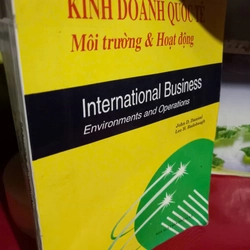 KINH DOANH QUỐC TẾ
Môi trường & Hoạt động
International Business
Environments and Operations
John D. Daniels
Lee H. Radebaugh